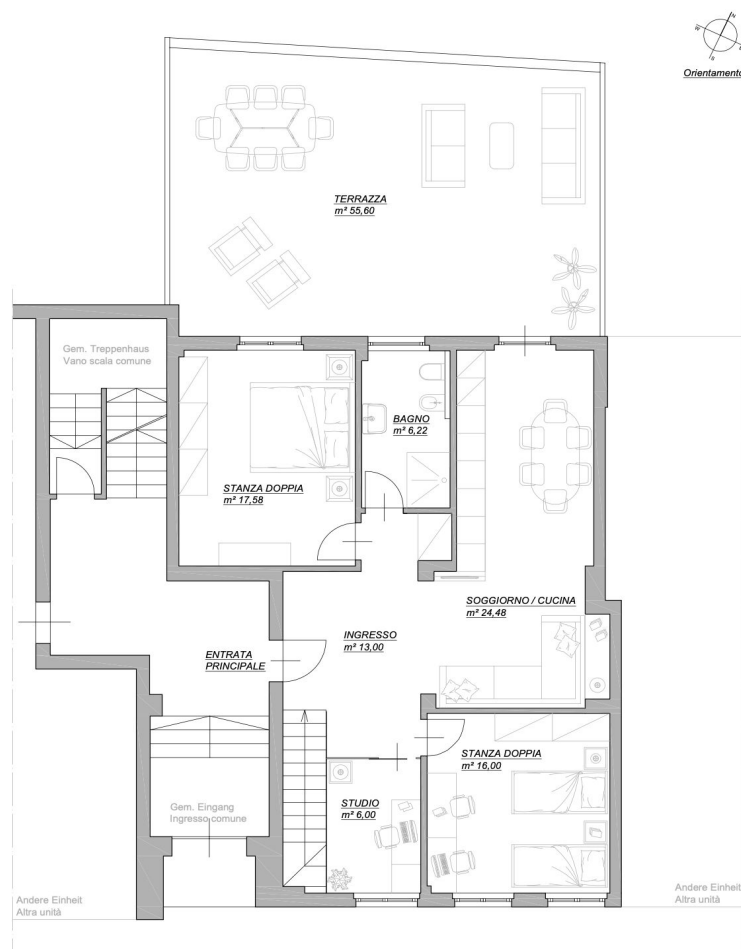 N
W
S
Orientamento
TERRAZZA
m² 55,60
Gem. Treppenhaus
Vano scala comune
BAGNO
m² 6,22
STANZA DOPPIA
m² 17,58
SOGGIORNO / CUCINA
m² 24,48
INGRESSO
m² 13,00
ENTRATA
PRINCIPALE
STANZA DOPPIA
m² 16,00
STUDIO
m² 6,00
Gem. Eingang
Ingresso comune
Andere Einheit
Altra unità
Andere Einheit
Altra unità